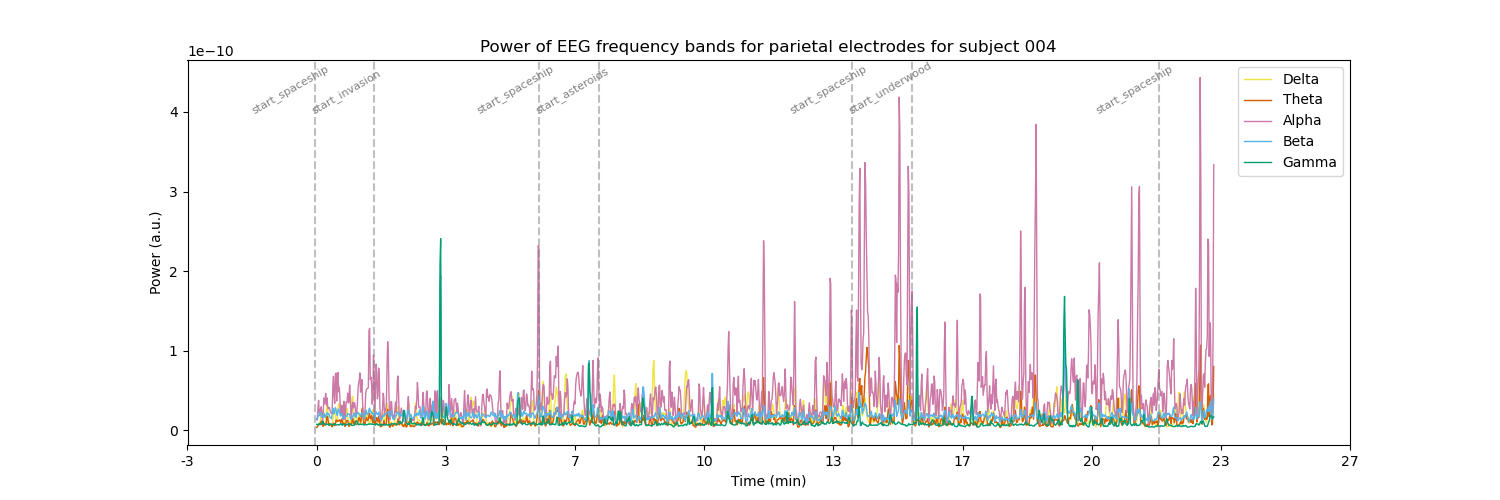 Power of EEG frequency bands for parietal electrodes for subject 004
1e−10
start_spaceship
start_invasion
start_spaceship
start_asteroids
start_spaceship
start_underwood
start_spaceship
Delta
Theta
Alpha
Beta
Gamma
4
3
2
1
0
Power (a.u.)
-3 0 3 7 10 13 17 20 23 27
Time (min)